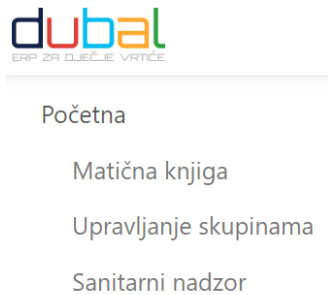 dubal
ERP ZA DJEČJE VRTIĆE
Početna
Matična knjiga
Upravljanje skupinama
Sanitarni nadzor